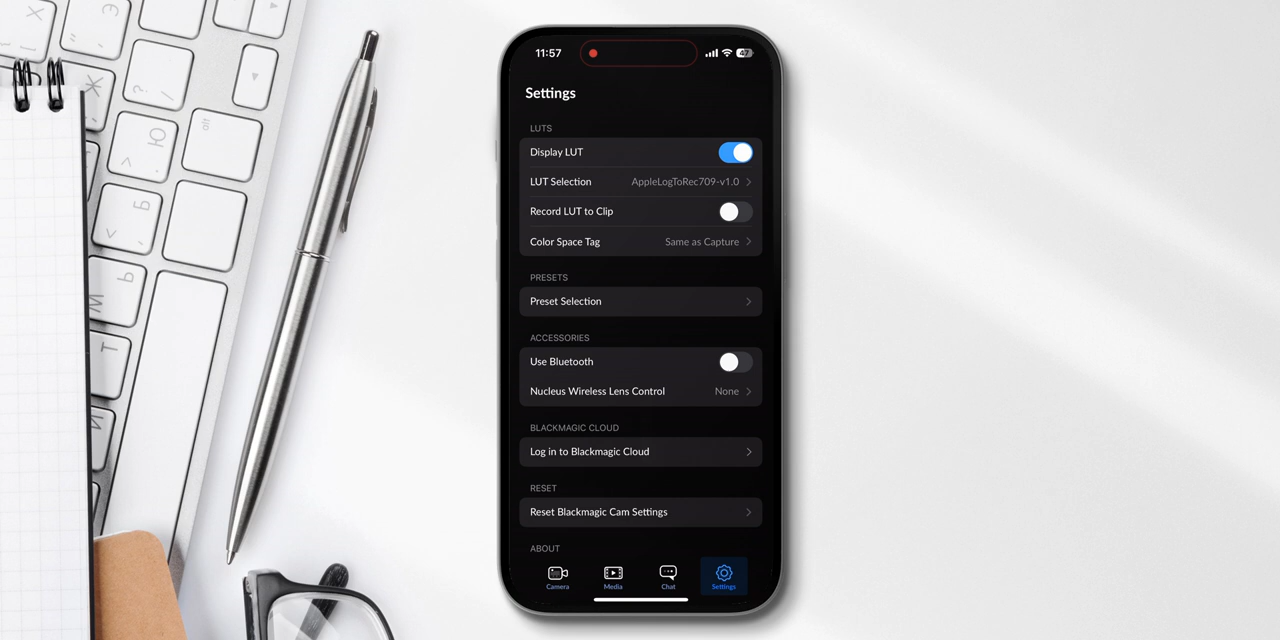 11:57
47
Settings
LUTS
Display LUT
LUT Selection AppleLogToRec709-v1.0
Record LUT to Clip
Color Space Tag Same as Capture
PRESETS
Preset Selection
ACCESSORIES
Use Bluetooth
Nucleus Wireless Lens Control None
BLACKMAGIC CLOUD
Log in to Blackmagic Cloud
RESET
Reset Blackmagic Cam Settings
ABOUT
Camera Media Chat Settings
Х
Э
Ж
?
/
Ю
>
alt
Б
<
Ь
М
Т
И